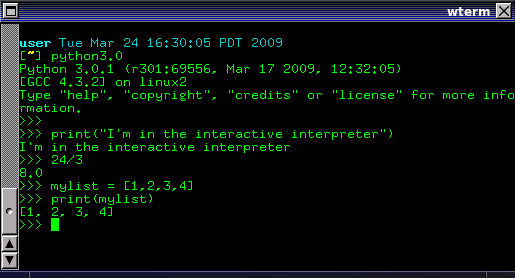 wterm
user Tue Mar 24 16:30:05 PDT 2009
[~] python3.0
Python 3.0.1 (r301:69556, Mar 17 2009, 12:32:05)
[GCC 4.3.2] on linux2
Type "help", "copyright", "credits" or "license" for more info
rmation.
>>>
>>> print("I'm in the interactive interpreter")
I'm in the interactive interpreter
>>> 24/3
8.0
>>> mylist = [1,2,3,4]
>>> print(mylist)
[1, 2, 3, 4]
>>>